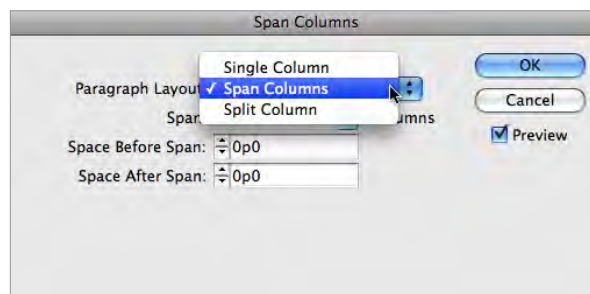 Span Columns
Single Column
OK
Paragraph Layout ✓ Span Columns
Cancel
Span
Split Column
Preview
Space Before Span: 0p0
Space After Span: 0p0